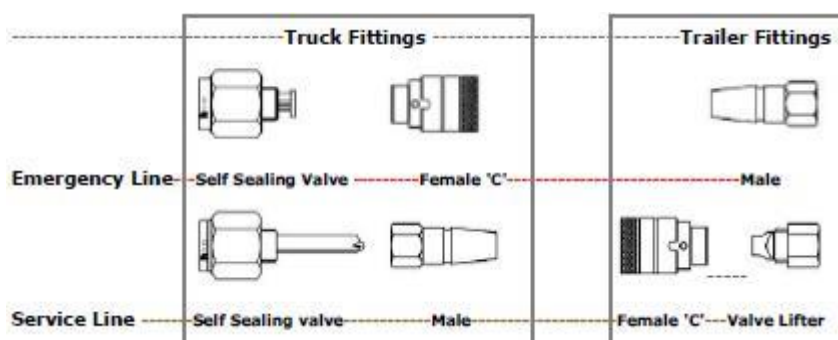 Truck Fittings Trailer Fittings
Emergency Line Self Sealing Valve Female 'C' Male
Service Line Self Sealing valve Male Female 'C' Valve Lifter